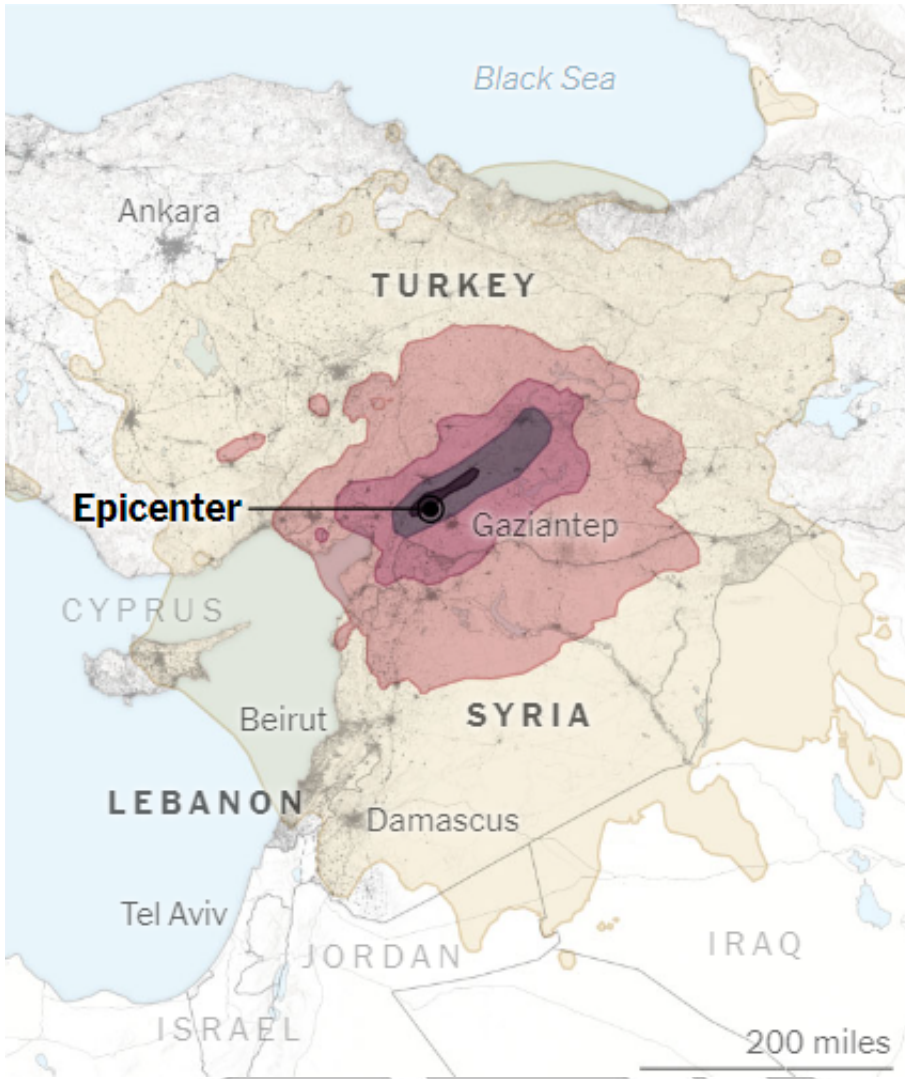 Black Sea
Ankara
TURKEY
Epicenter
Gaziantep
CYPRUS
Beirut
SYRIA
LEBANON
Damascus
Tel Aviv
JORDAN
IRAQ
ISRAEL
200 miles